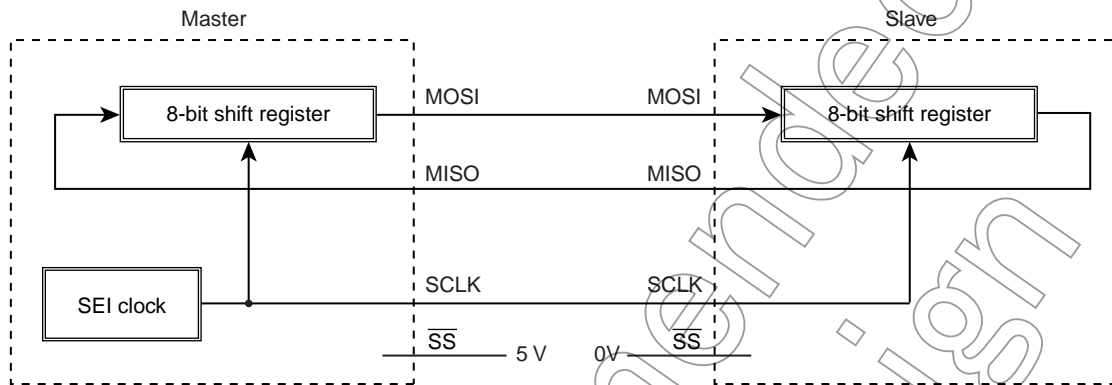 Master Slave
8-bit shift register MOSI MOSI 8-bit shift register
MISO MISO
SEI clock SCLK SCLK
SS 5 V 0V SS